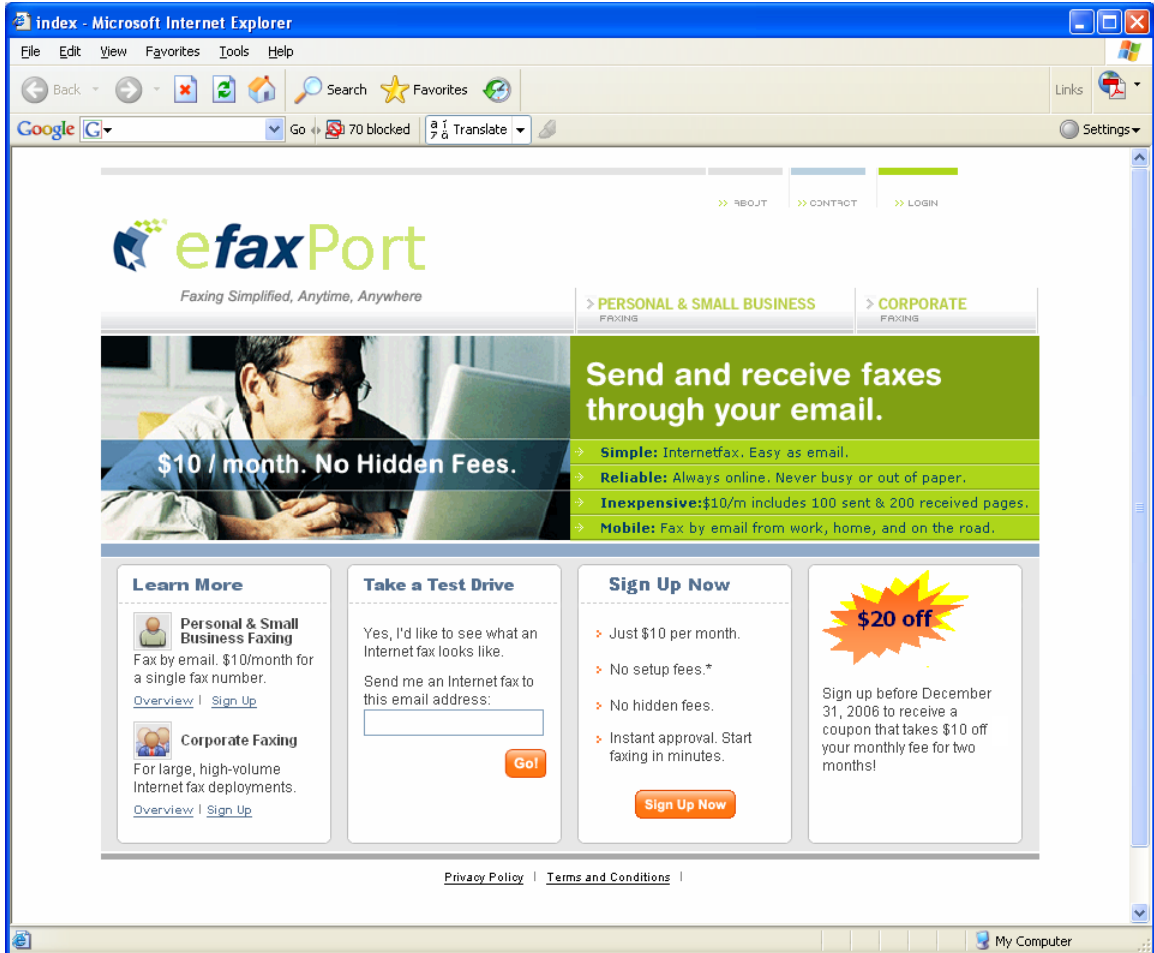 index - Microsoft Internet Explorer
File Edit View Favorites Tools Help
Back Search Favorites Links
Google G Go 70 blocked Translate Settings
>> ABOUT >> CONTACT >> LOGIN
efaxPort
Faxing Simplified, Anytime, Anywhere
> PERSONAL & SMALL BUSINESS
FAXING
> CORPORATE
FAXING
$10 / month. No Hidden Fees.
Send and receive faxes
through your email.
Simple: Internetfax. Easy as email.
Reliable: Always online. Never busy or out of paper.
Inexpensive:$10/m includes 100 sent & 200 received pages.
Mobile: Fax by email from work, home, and on the road.
Learn More
Personal & Small
Business Faxing
Fax by email. $10/month for
a single fax number.
Overview | Sign Up
Corporate Faxing
For large, high-volume
Internet fax deployments.
Overview | Sign Up
Take a Test Drive
Yes, I'd like to see what an
Internet fax looks like.
Send me an Internet fax to
this email address:
Go!
Sign Up Now
Just $10 per month.
No setup fees.*
No hidden fees.
Instant approval. Start
faxing in minutes.
Sign Up Now
$20 off
Sign up before December
31, 2006 to receive a
coupon that takes $10 off
your monthly fee for two
months!
Privacy Policy | Terms and Conditions |
My Computer